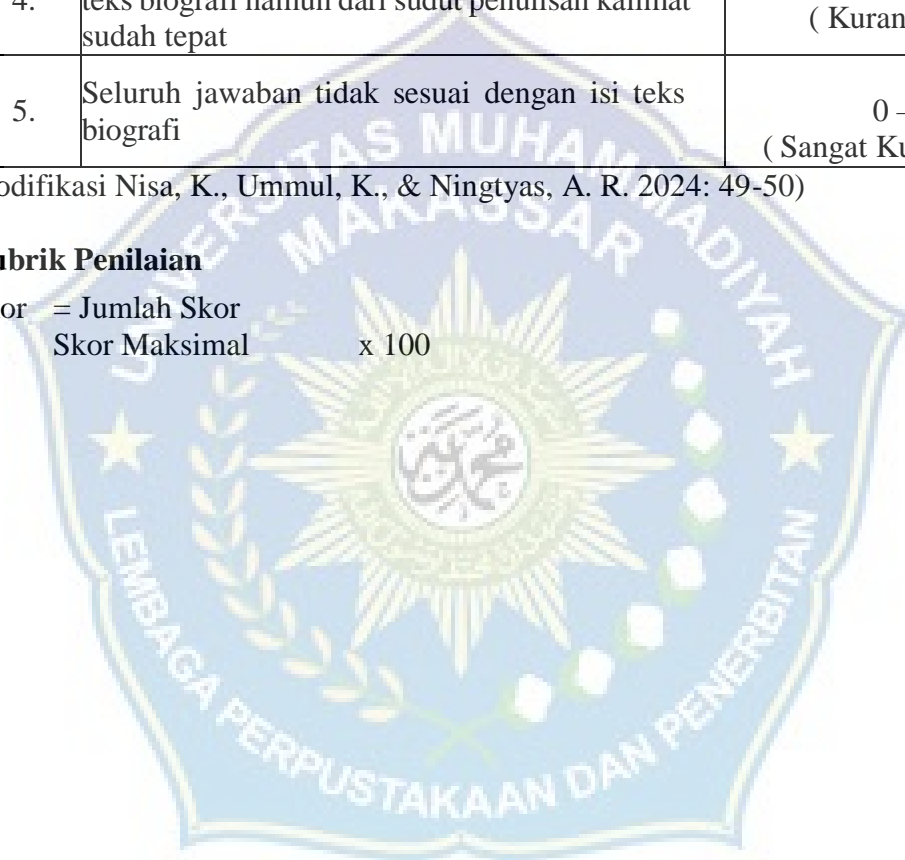 4.
teks biografi namun dari sudut penulisan kalimat
sudah tepat
( Kuran
5.
Seluruh jawaban tidak sesuai dengan isi teks
biografi
0 –
( Sangat Ku
odifikasi Nisa, K., Ummul, K., & Ningtyas, A. R. 2024: 49-50)
ubrik Penilaian
or = Jumlah Skor
Skor Maksimal x 100
UNIVERSITAS MUHAMMADIYAH
MAKASSAR
LEMBAGA PERPUSTAKAAN DAN PENERBITAN